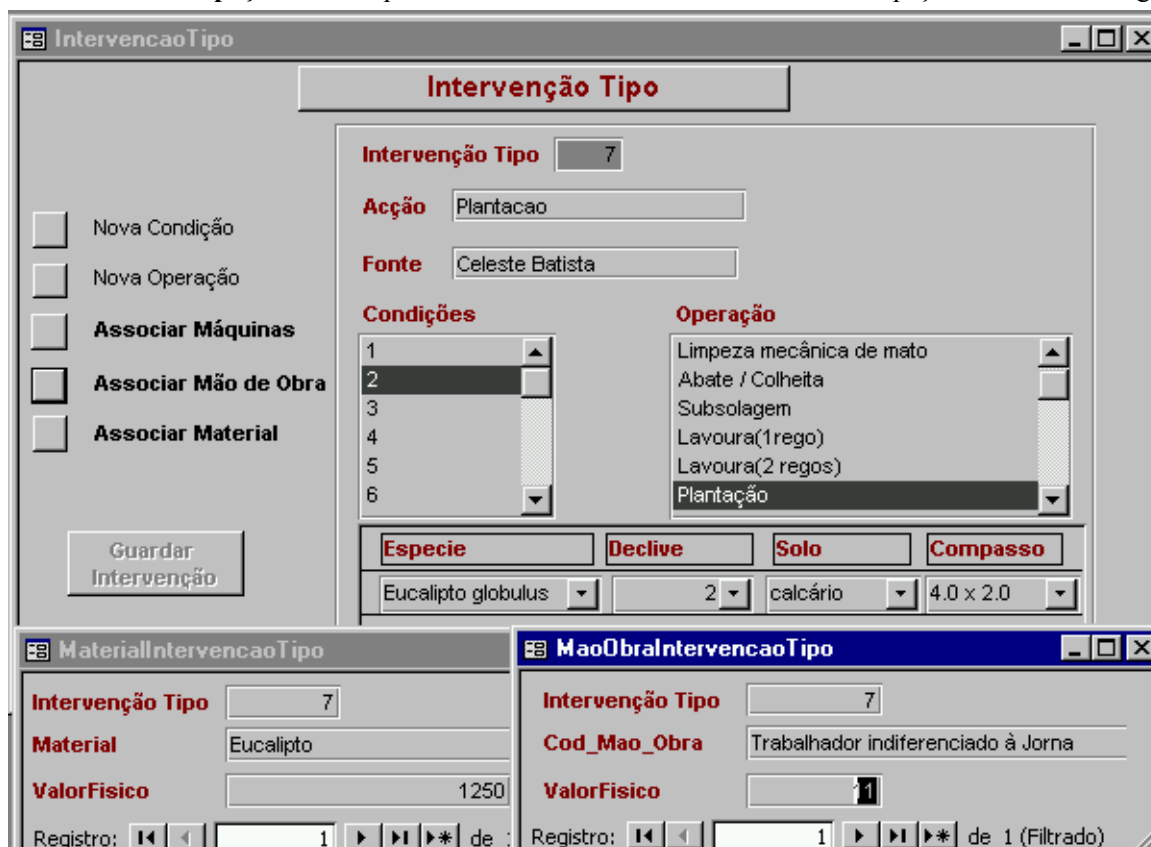 IntervencaoTipo
Intervenção Tipo
Intervenção Tipo 7
Acção Plantacao
Fonte Celeste Batista
Nova Condição
Nova Operação
Associar Máquinas
Associar Mão de Obra
Associar Material
Guardar
Intervenção
Condições
1
2
3
4
5
6
Operação
Limpeza mecânica de mato
Abate / Colheita
Subsolagem
Lavoura(1rego)
Lavoura(2 regos)
Plantação
Especie Declive Solo Compasso
Eucalipto globulus 2 calcário 4.0 x 2.0
MaterialIntervencaoTipo
Intervenção Tipo 7
Material Eucalipto
ValorFisico 1250
Registro: 1 de
MaoObraIntervencaoTipo
Intervenção Tipo 7
Cod_Mao_Obra Trabalhador indiferenciado à Jorna
ValorFisico 11
Registro: 1 de 1 (Filtrado)